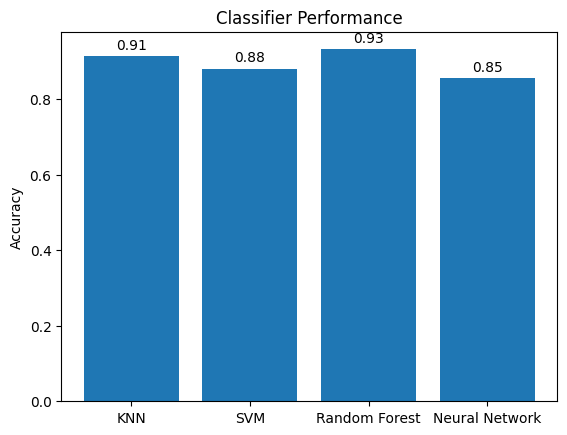 Classifier Performance
0.91
0.88
0.93
0.85
Accuracy
0.8
0.6
0.4
0.2
0.0
KNN
SVM
Random Forest
Neural Network